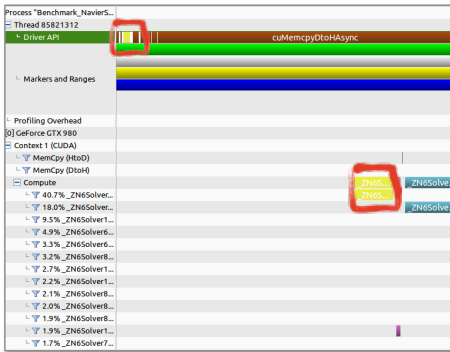 Process "Benchmark_NavierS...
Thread 85821312
Driver API
cuMemcpyDtoHAsync
Markers and Ranges
Profiling Overhead
[0] GeForce GTX 980
Context 1 (CUDA)
MemCpy (HtoD)
MemCpy (DtoH)
Compute
_ZN6S...
_ZN6Solve
40.7% _ZN6Solver...
_ZN6S...
18.0% _ZN6Solver...
_ZN6Solve
9.5% _ZN6Solver1...
4.9% _ZN6Solver6...
3.3% _ZN6Solver6...
3.2% _ZN6Solver8...
2.7% _ZN6Solver1...
2.2% _ZN6Solver1...
2.1% _ZN6Solver8...
2.0% _ZN6Solver8...
1.9% _ZN6Solver8...
1.9% _ZN6Solver1...
1.7% _ZN6Solver7...